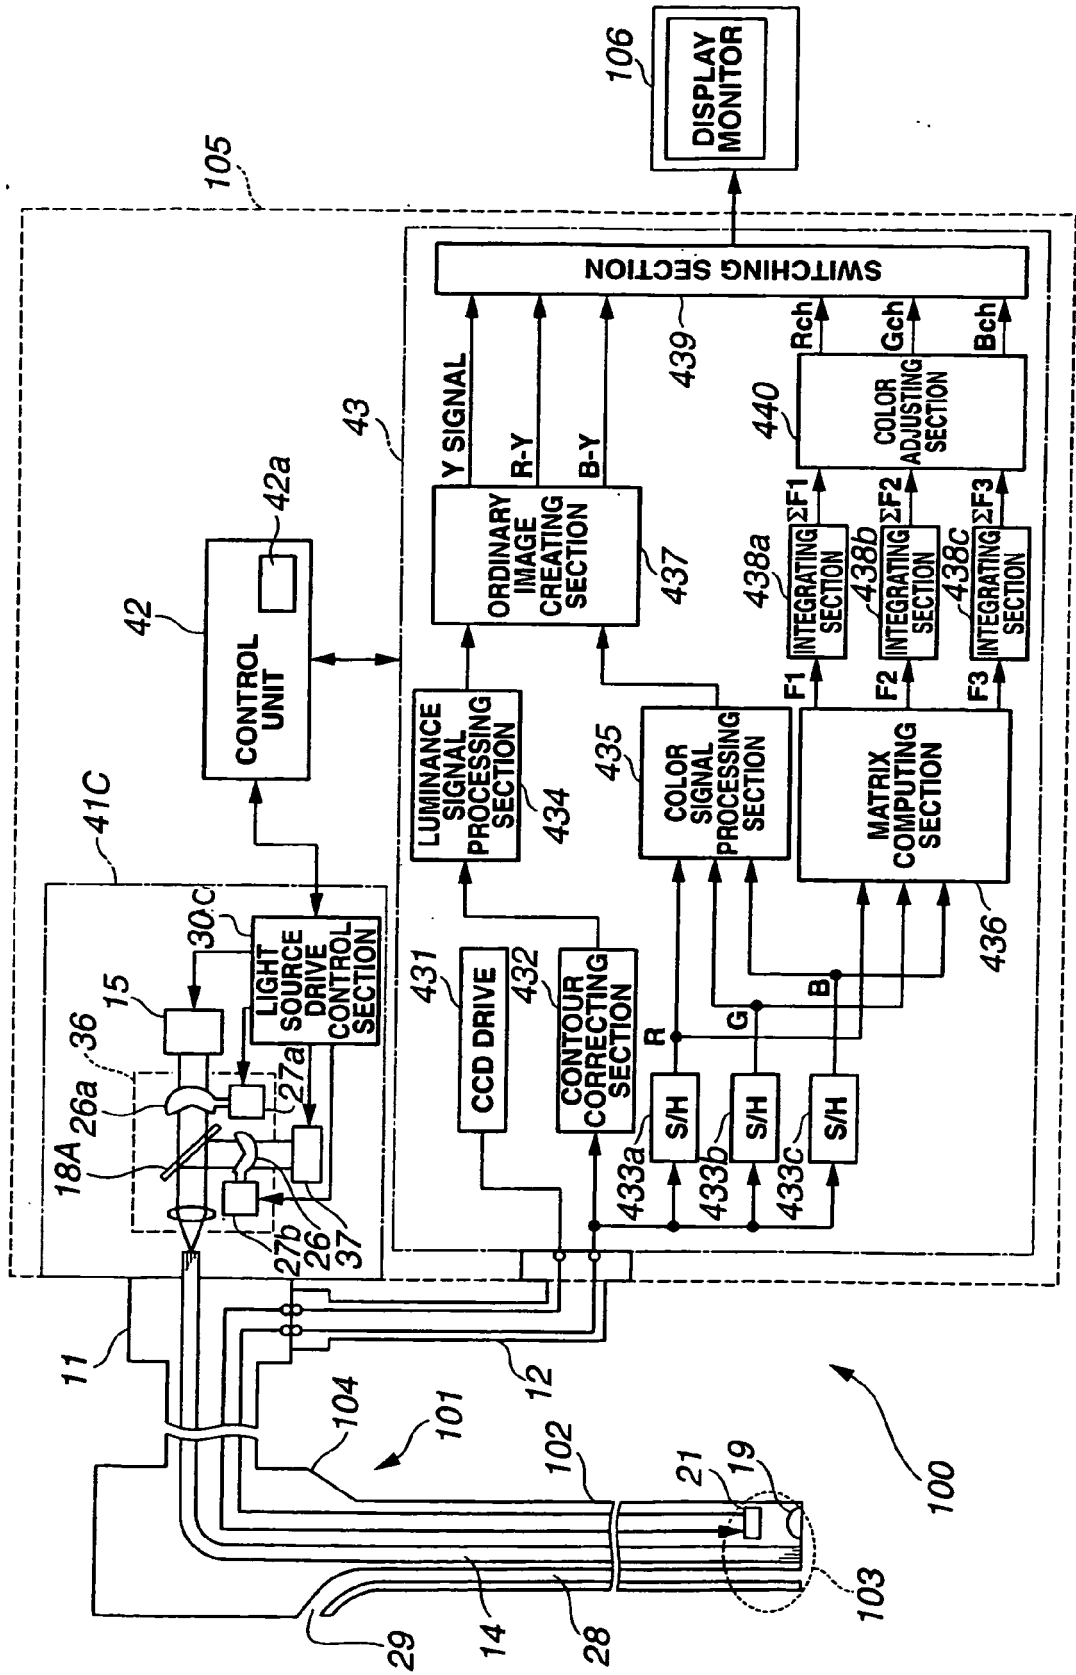 105
106
DISPLAY
MONITOR
41C
42
42a
CONTROL
UNIT
43
36
15
30C
26a
18A
LIGHT
SOURCE
DRIVE
CONTROL
SECTION
27a
27b
26
37
11
12
104
101
102
21
19
103
100
14
28
29
431
CCD DRIVE
432
CONTOUR
CORRECTING
SECTION
LUMINANCE
SIGNAL
PROCESSING
SECTION
434
ORDINARY
IMAGE
CREATING
SECTION
437
Y SIGNAL
R-Y
B-Y
SWITCHING SECTION
439
433a
S/H
433b
S/H
433c
S/H
R
G
B
435
COLOR
SIGNAL
PROCESSING
SECTION
MATRIX
COMPUTING
SECTION
436
F1
F2
F3
438a
INTEGRATING
SECTION
438b
INTEGRATING
SECTION
438c
INTEGRATING
SECTION
ΣF1
ΣF2
ΣF3
440
COLOR
ADJUSTING
SECTION
Rch
Gch
Bch